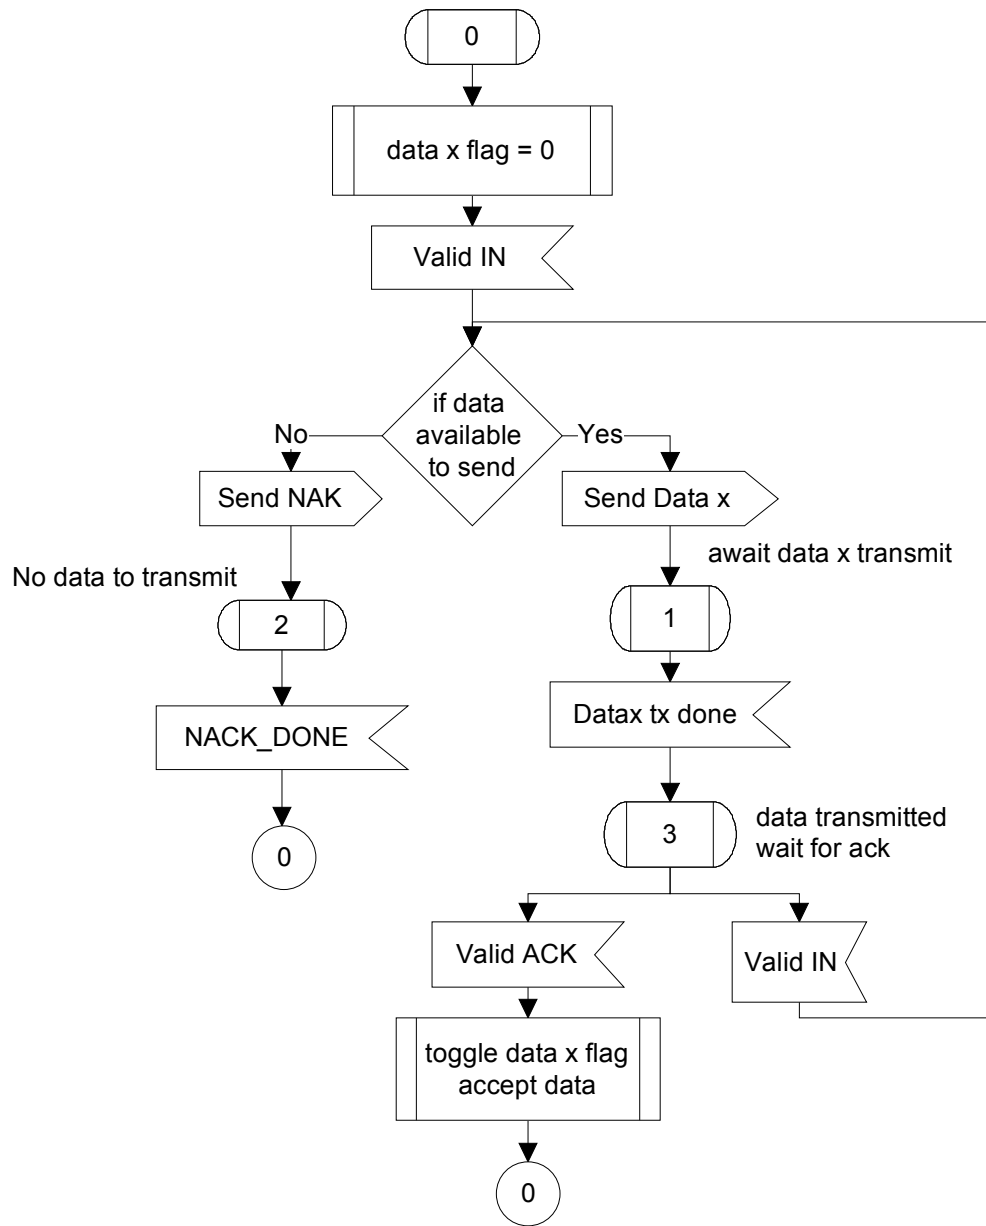 0
data x flag = 0
Valid IN
if data
available
to send
No
Yes
Send NAK
Send Data x
No data to transmit
await data x transmit
2
1
NACK_DONE
Datax tx done
0
3
data transmitted
wait for ack
Valid ACK
Valid IN
toggle data x flag
accept data
0